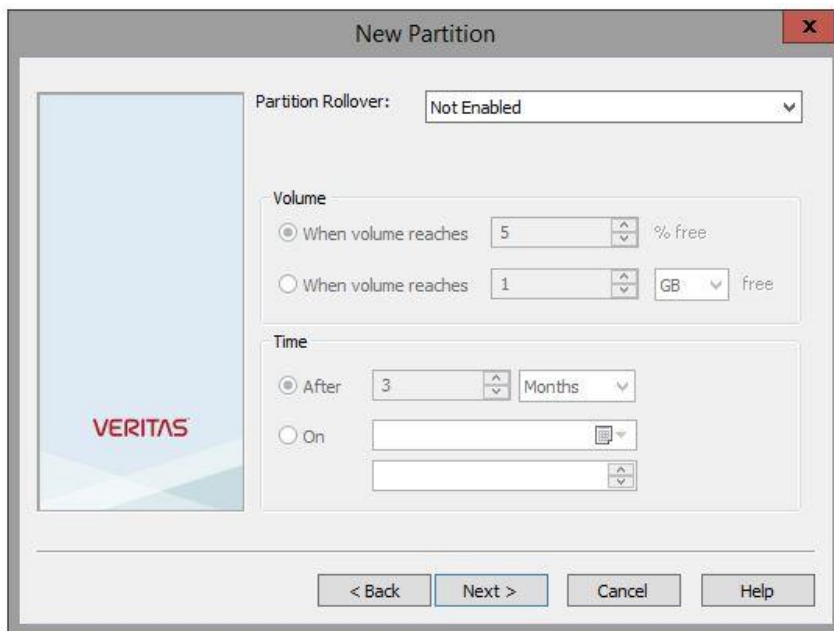 New Partition
x
Partition Rollover: Not Enabled
Volume
When volume reaches 5 % free
When volume reaches 1 GB free
Time
After 3 Months
On
VERITAS
< Back Next > Cancel Help